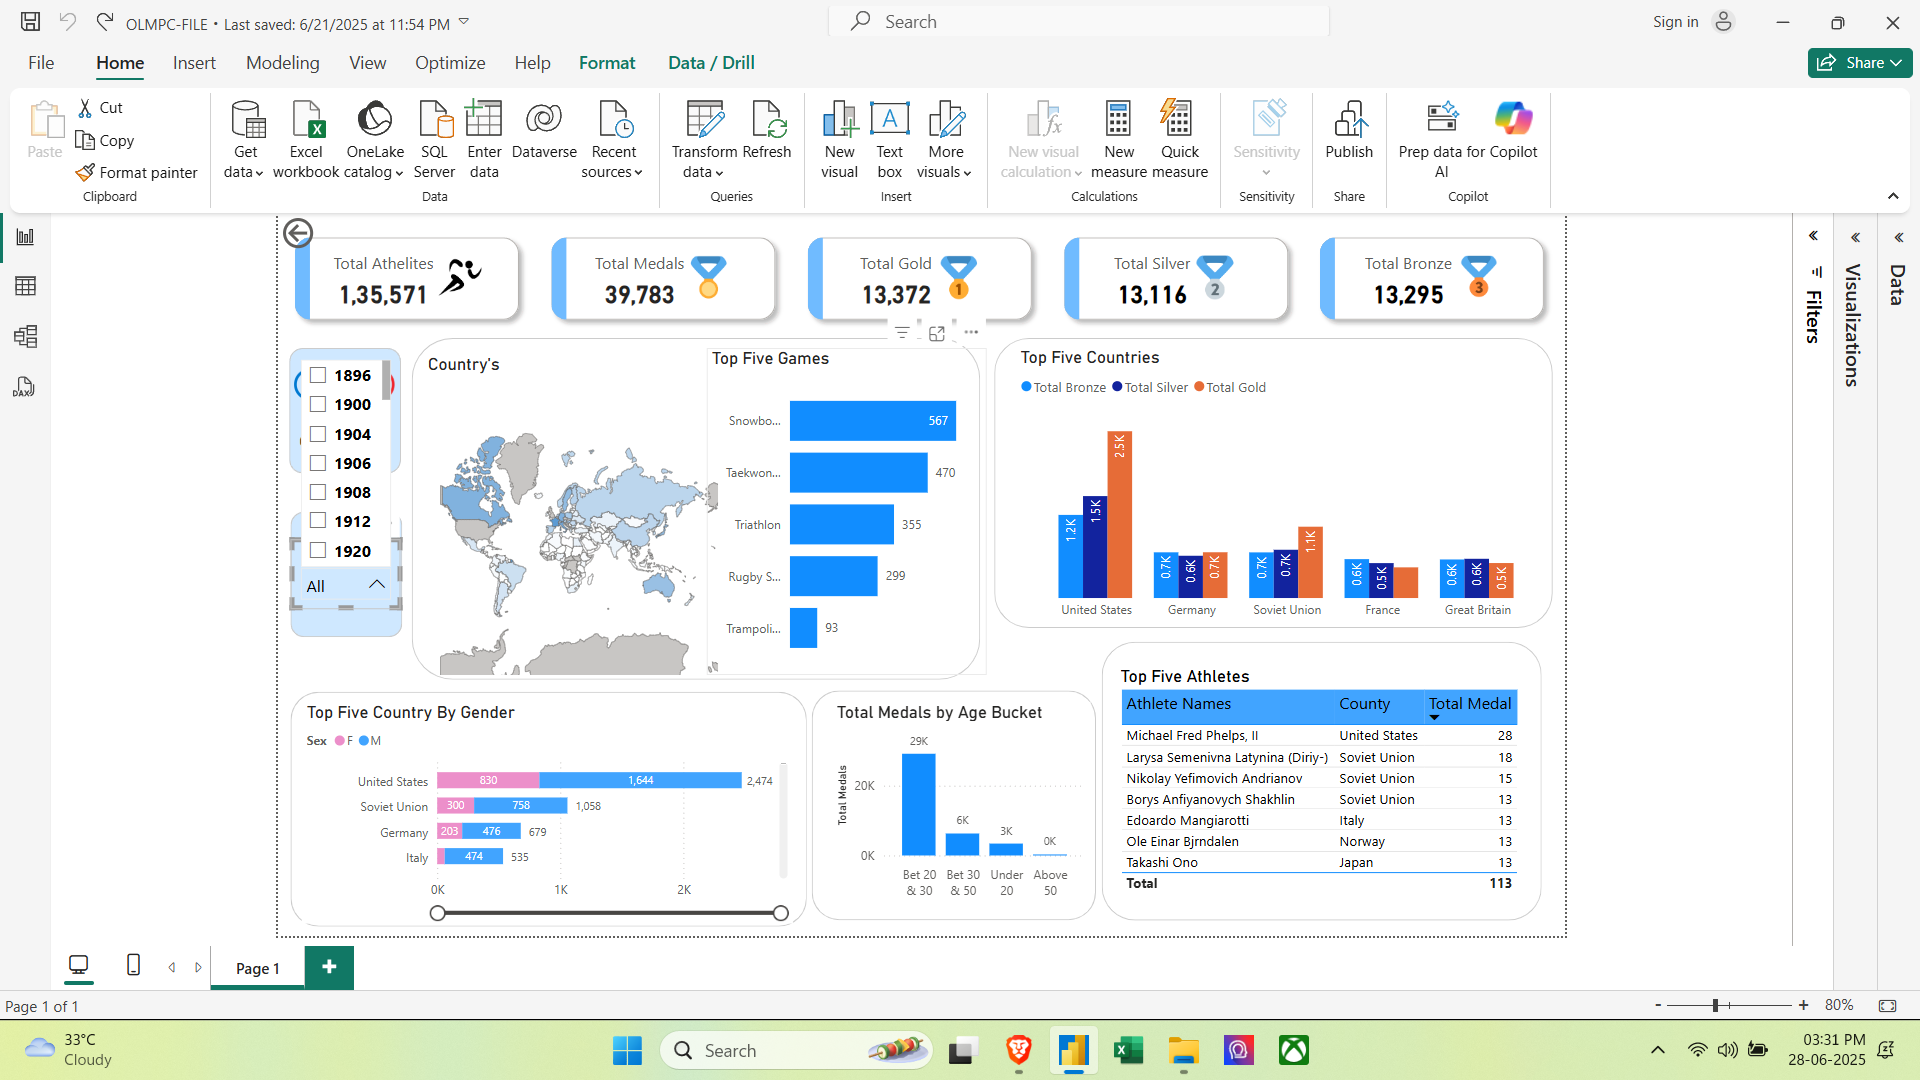 OLMPC-FILE • Last saved: 6/21/2025 at 11:54 PM
Search
Sign in
File
Home
Insert
Modeling
View
Optimize
Help
Format
Data / Drill
Share
Paste
Cut
Copy
Format painter
Clipboard
Get data
Excel workbook
OneLake catalog
SQL Server
Enter data
Dataverse
Recent sources
Data
Transform data
Refresh
Queries
New visual
Text box
More visuals
Insert
New visual calculation
New measure
Quick measure
Calculations
Sensitivity
Sensitivity
Publish
Share
Prep data for AI
Copilot
Copilot
Total Athelites
1,35,571
Total Medals
39,783
Total Gold
13,372
1
Total Silver
13,116
2
Total Bronze
13,295
3
Filters
Visualizations
Data
1896
1900
1904
1906
1908
1912
1920
All
Country's
Top Five Games
Snowbo... 567
Taekwon... 470
Triathlon 355
Rugby S... 299
Trampoli... 93
Top Five Countries
Total Bronze Total Silver Total Gold
1.2K 1.5K 2.5K
0.7K 0.6K 0.7K
0.7K 0.7K 1.1K
0.6K 0.5K
0.6K 0.6K 0.5K
United States Germany Soviet Union France Great Britain
Top Five Country By Gender
Sex F M
United States 830 1,644 2,474
Soviet Union 300 758 1,058
Germany 203 476 679
Italy 474 535
0K 1K 2K
Total Medals by Age Bucket
Total Medals
20K
0K
29K
6K
3K
0K
Bet 20 & 30
Bet 30 & 50
Under 20
Above 50
Top Five Athletes
Athlete Names County Total Medal
Michael Fred Phelps, II United States 28
Larysa Semenivna Latynina (Diriy-) Soviet Union 18
Nikolay Yefimovich Andrianov Soviet Union 15
Borys Anfiyanovych Shakhlin Soviet Union 13
Edoardo Mangiarotti Italy 13
Ole Einar Bjrndalen Norway 13
Takashi Ono Japan 13
Total 113
Page 1
Page 1 of 1
- + 80%
33°C
Cloudy
Search
03:31 PM
28-06-2025